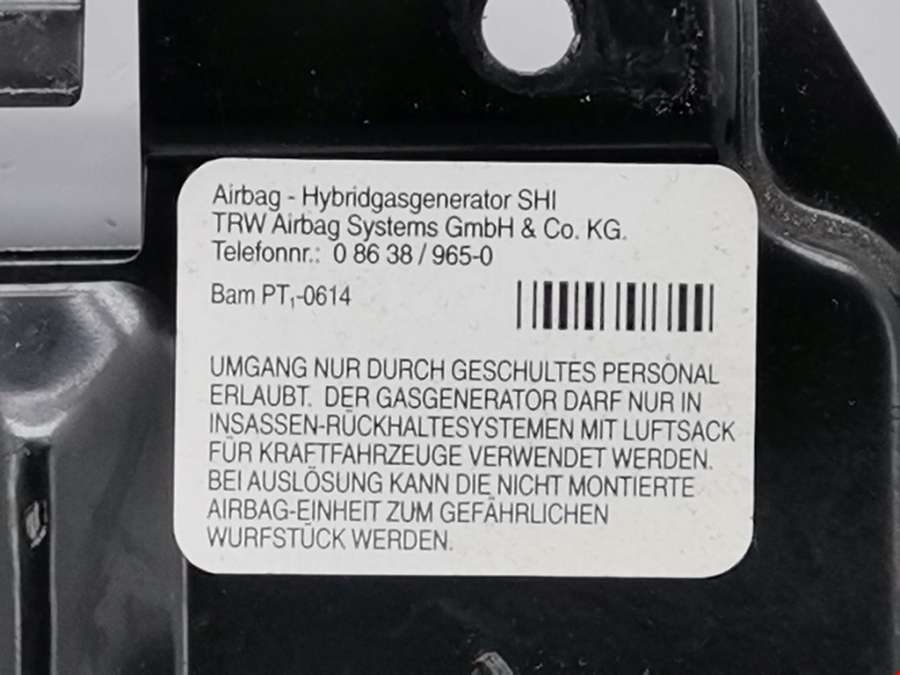 Airbag - Hybridgasgenerator SHI
TRW Airbag Systems GmbH & Co. KG.
Telefonnr.: 0 86 38 / 965-0
Bam PT₁-0614
UMGANG NUR DURCH GESCHULTES PERSONAL
ERLAUBT. DER GASGENERATOR DARF NUR IN
INSASSEN-RÜCKHALTESYSTEMEN MIT LUFTSACK
FÜR KRAFTFAHRZEUGE VERWENDET WERDEN.
BEI AUSLÖSUNG KANN DIE NICHT MONTIERTE
AIRBAG-EINHEIT ZUM GEFÄHRLICHEN
WURFSTÜCK WERDEN.